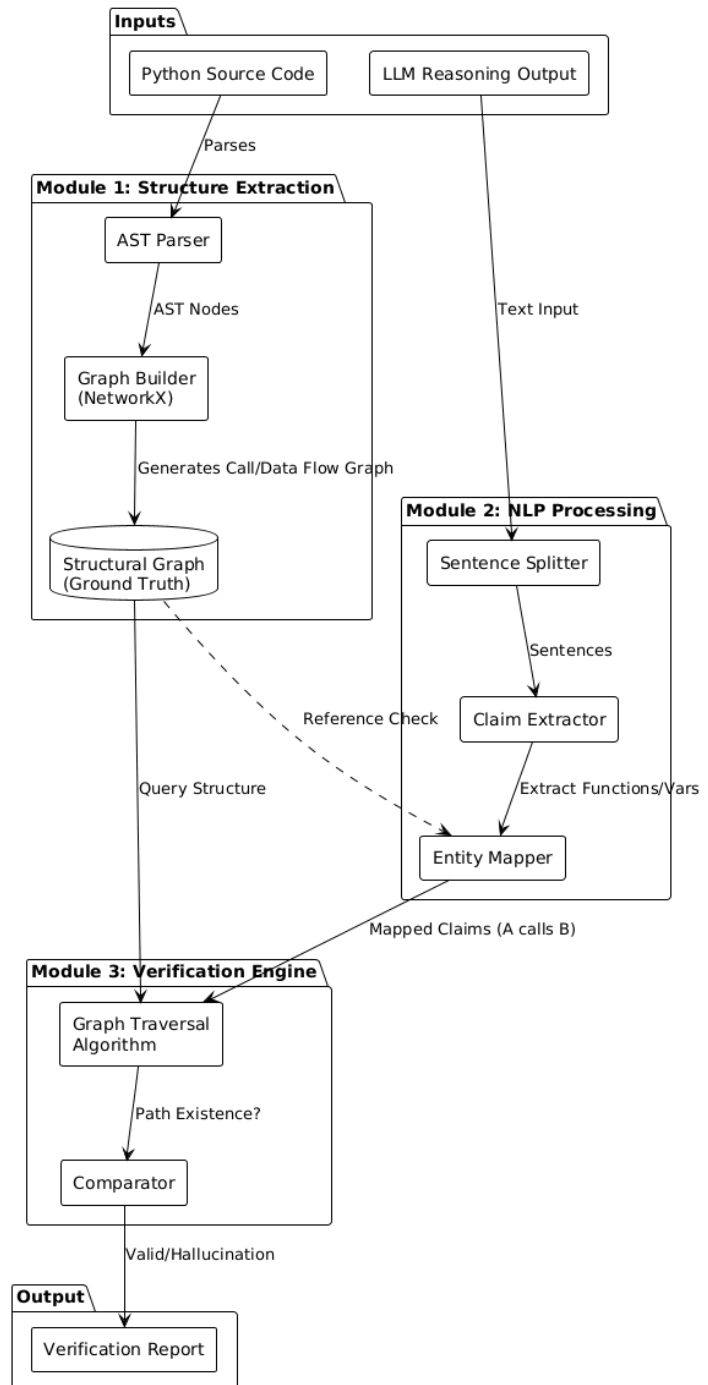 Inputs
Python Source Code
LLM Reasoning Output
Parses
Module 1: Structure Extraction
AST Parser
AST Nodes
Text Input
Graph Builder
(NetworkX)
Generates Call/Data Flow Graph
Module 2: NLP Processing
Structural Graph
(Ground Truth)
Sentence Splitter
Sentences
Reference Check
Claim Extractor
Query Structure
Extract Functions/Vars
Entity Mapper
Mapped Claims (A calls B)
Module 3: Verification Engine
Graph Traversal
Algorithm
Path Existence?
Comparator
Valid/Hallucination
Output
Verification Report